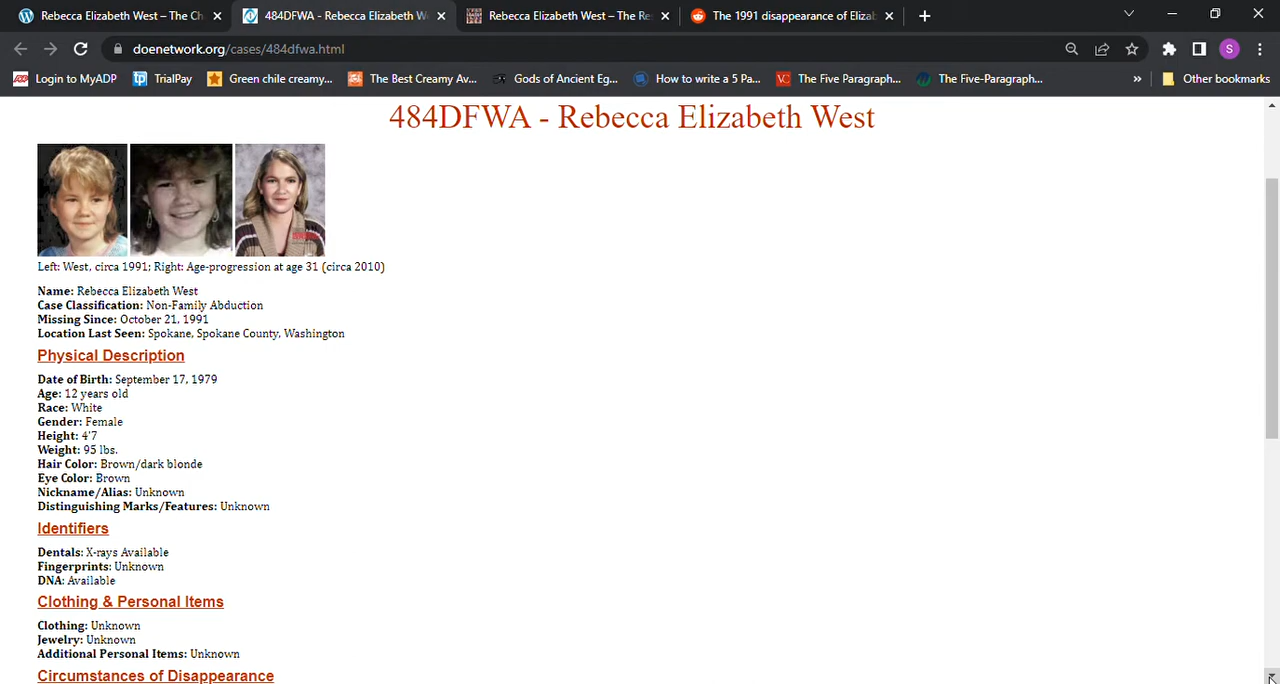 Rebecca Elizabeth West – The Ch
484DFWA - Rebecca Elizabeth W
Rebecca Elizabeth West – The Re
The 1991 disappearance of Elizab
doenetwork.org/cases/484dfwa.html
S
Login to MyADP
TrialPay
Green chile creamy...
The Best Creamy Av...
Gods of Ancient Eg...
How to write a 5 Pa...
The Five Paragraph...
The Five-Paragraph...
»
Other bookmarks
484DFWA - Rebecca Elizabeth West
Left: West, circa 1991; Right: Age-progression at age 31 (circa 2010)
Name: Rebecca Elizabeth West
Case Classification: Non-Family Abduction
Missing Since: October 21, 1991
Location Last Seen: Spokane, Spokane County, Washington
Physical Description
Date of Birth: September 17, 1979
Age: 12 years old
Race: White
Gender: Female
Height: 4'7
Weight: 95 lbs.
Hair Color: Brown/dark blonde
Eye Color: Brown
Nickname/Alias: Unknown
Distinguishing Marks/Features: Unknown
Identifiers
Dentals: X-rays Available
Fingerprints: Unknown
DNA: Available
Clothing & Personal Items
Clothing: Unknown
Jewelry: Unknown
Additional Personal Items: Unknown
Circumstances of Disappearance